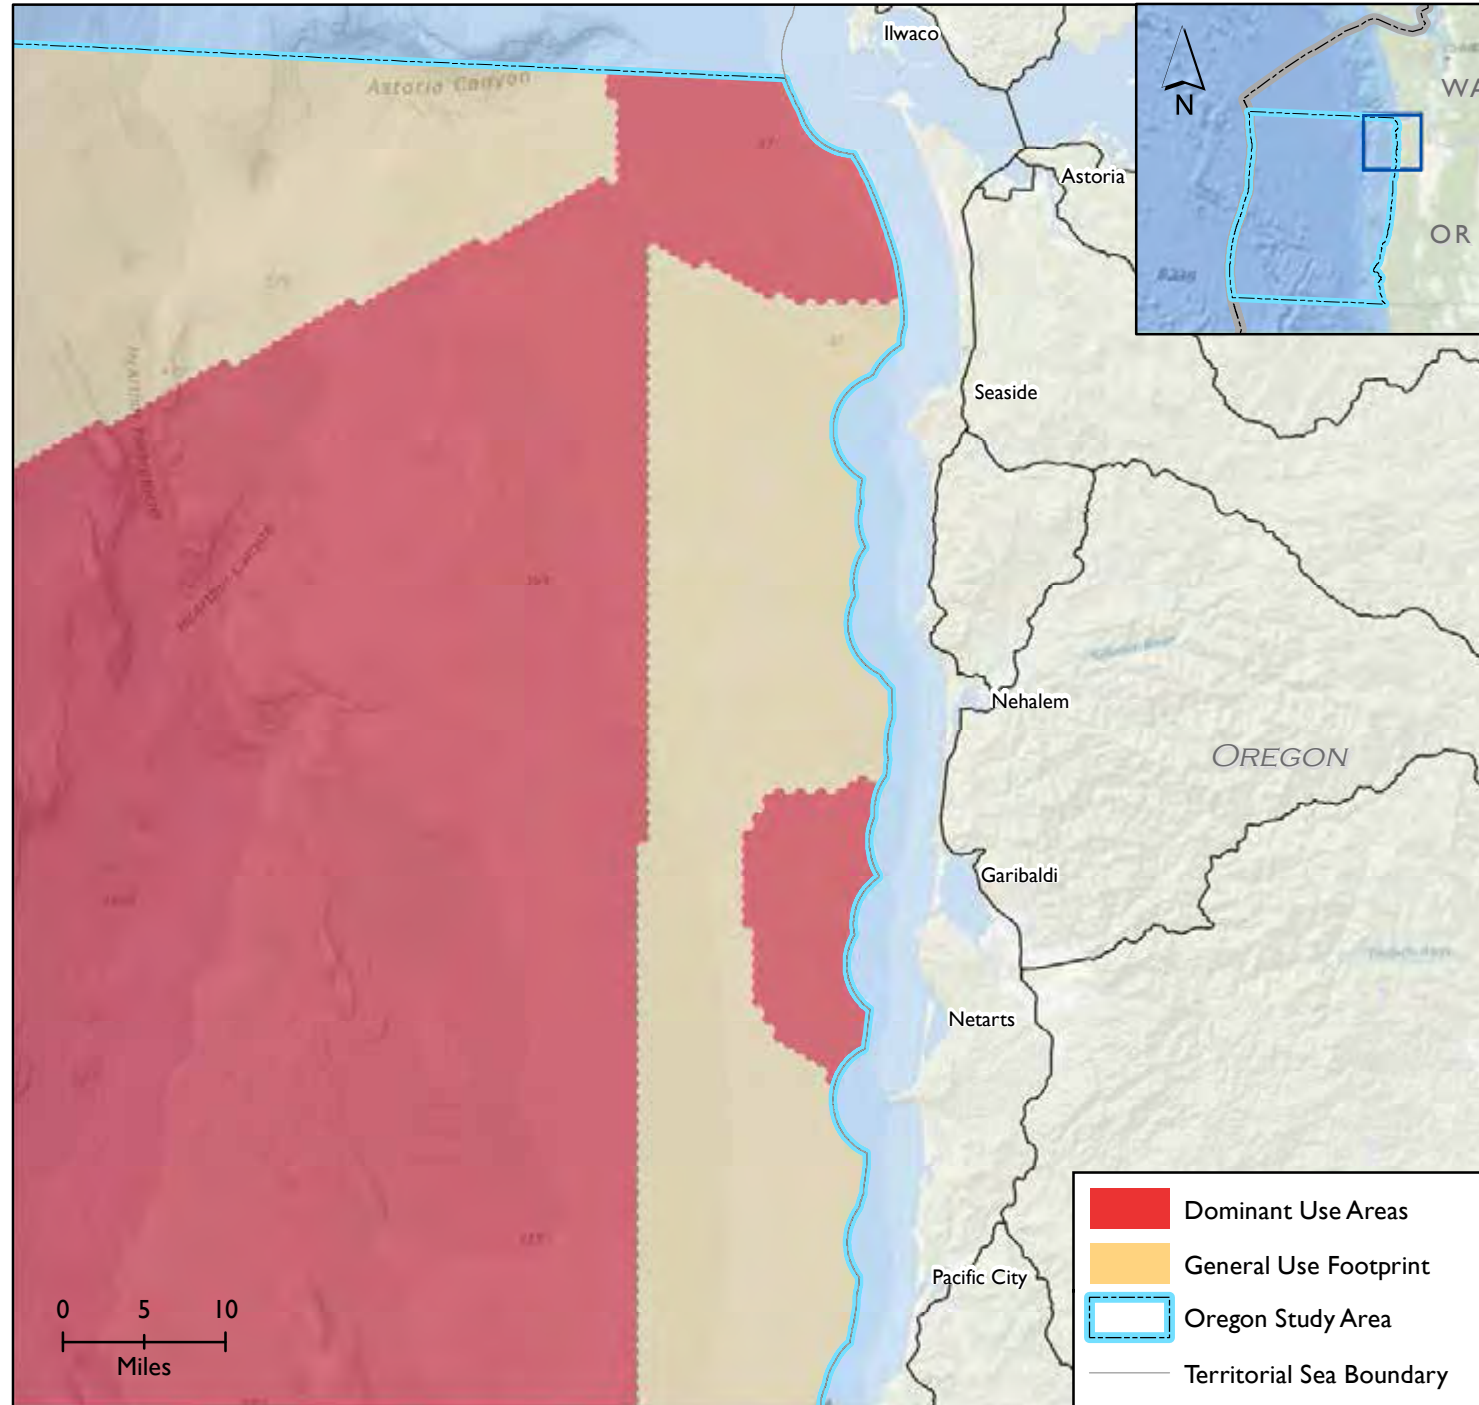 Ilwaco
Astoria Canyon
WA
N
Astoria
OR
Seaside
Nehalem
OREGON
Garibaldi
Netarts
Pacific City
Dominant Use Areas
General Use Footprint
Oregon Study Area
Territorial Sea Boundary
0 5 10
Miles